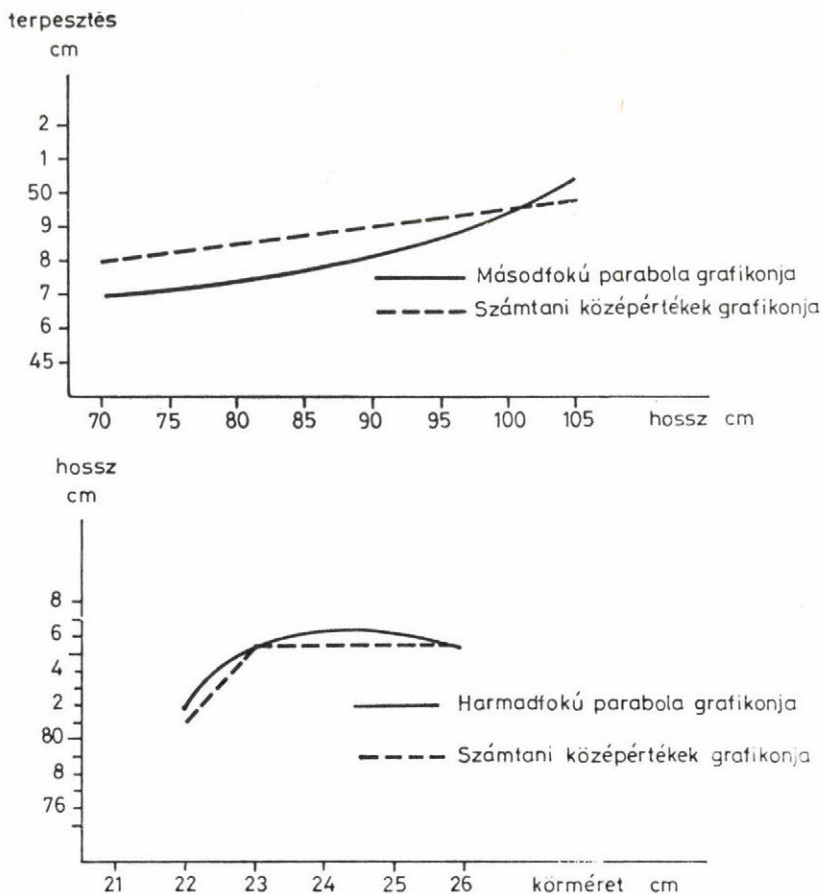 terpesztés
cm
2
1
50
9
8
7
6
45
Másodfokú parabola grafikonja
Számtani középértékek grafikonja
70 75 80 85 90 95 100 105 hossz cm
hossz
cm
8
6
4
2
80
8
76
Harmadfokú parabola grafikonja
Számtani középértékek grafikonja
21 22 23 24 25 26 körméret cm